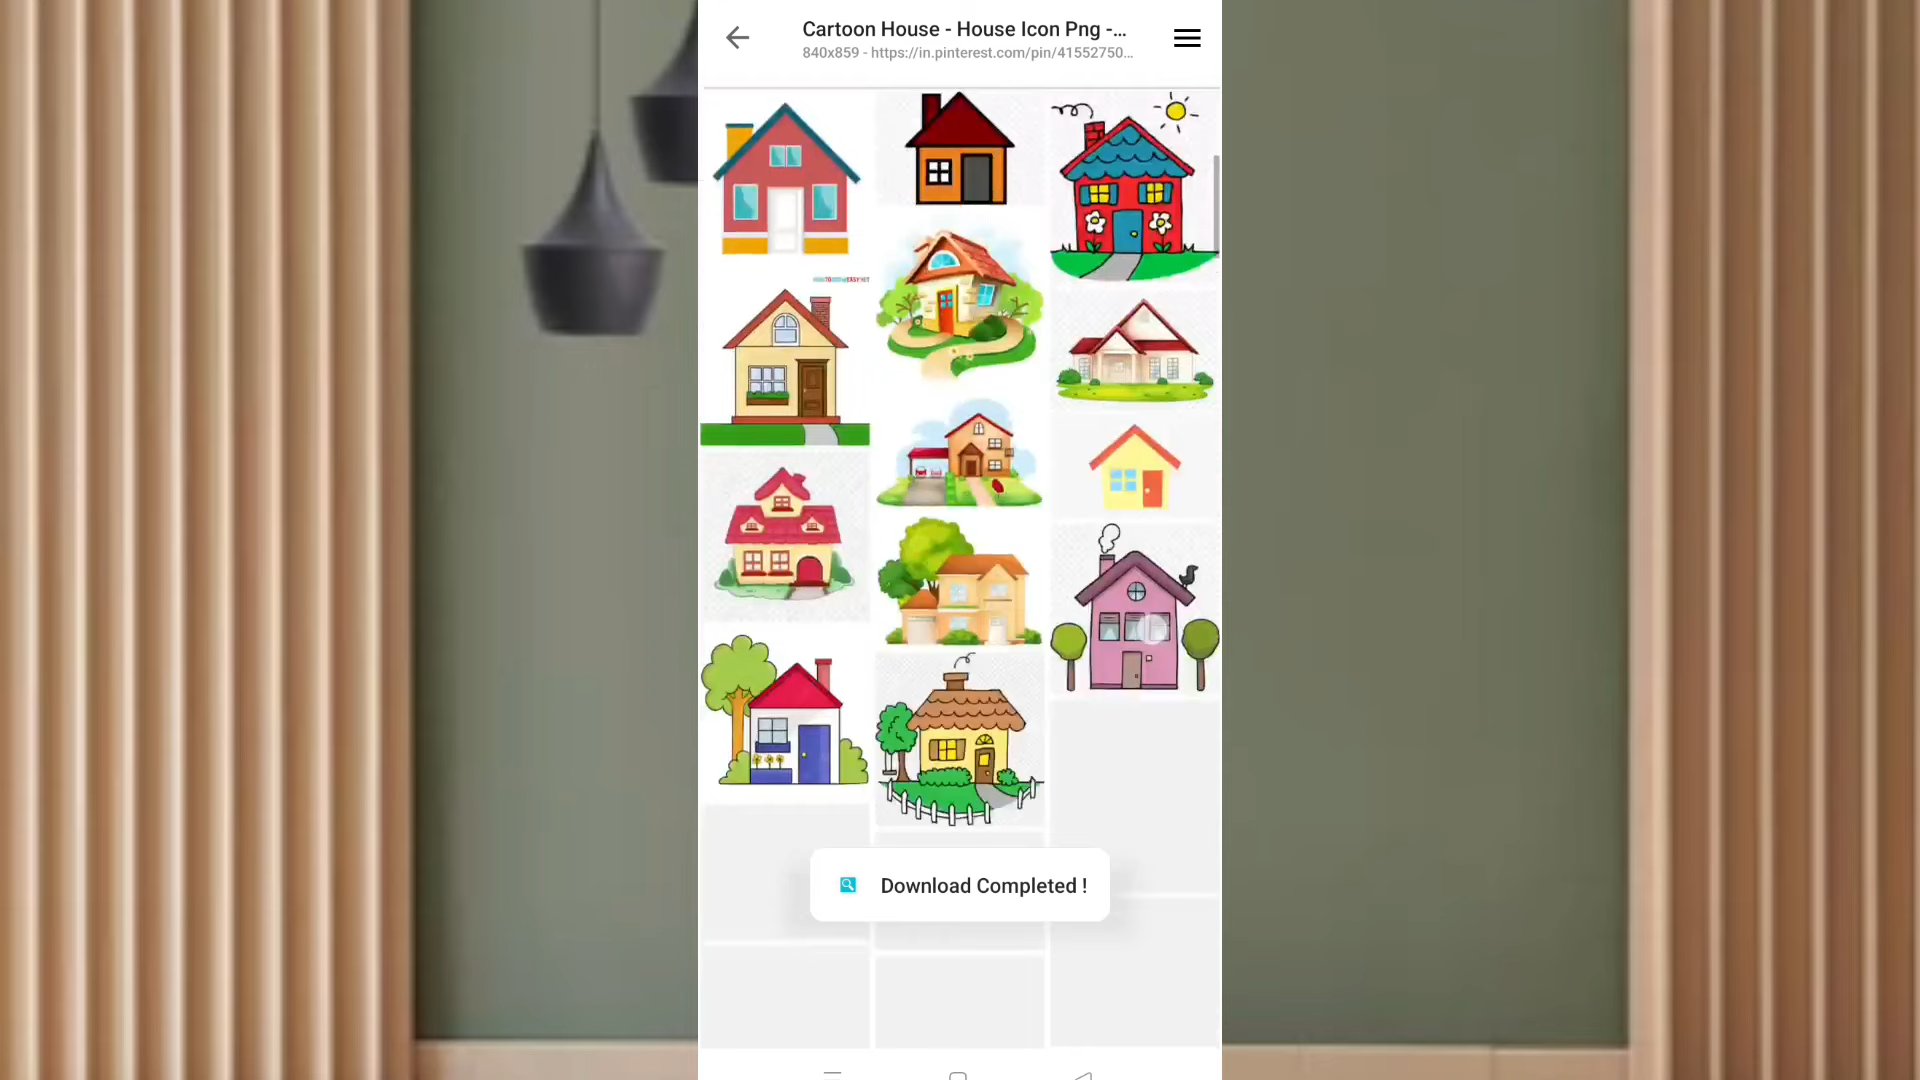 Cartoon House - House Icon Png -...
840x859 - https://in.pinterest.com/pin/41552750...
Download Completed !